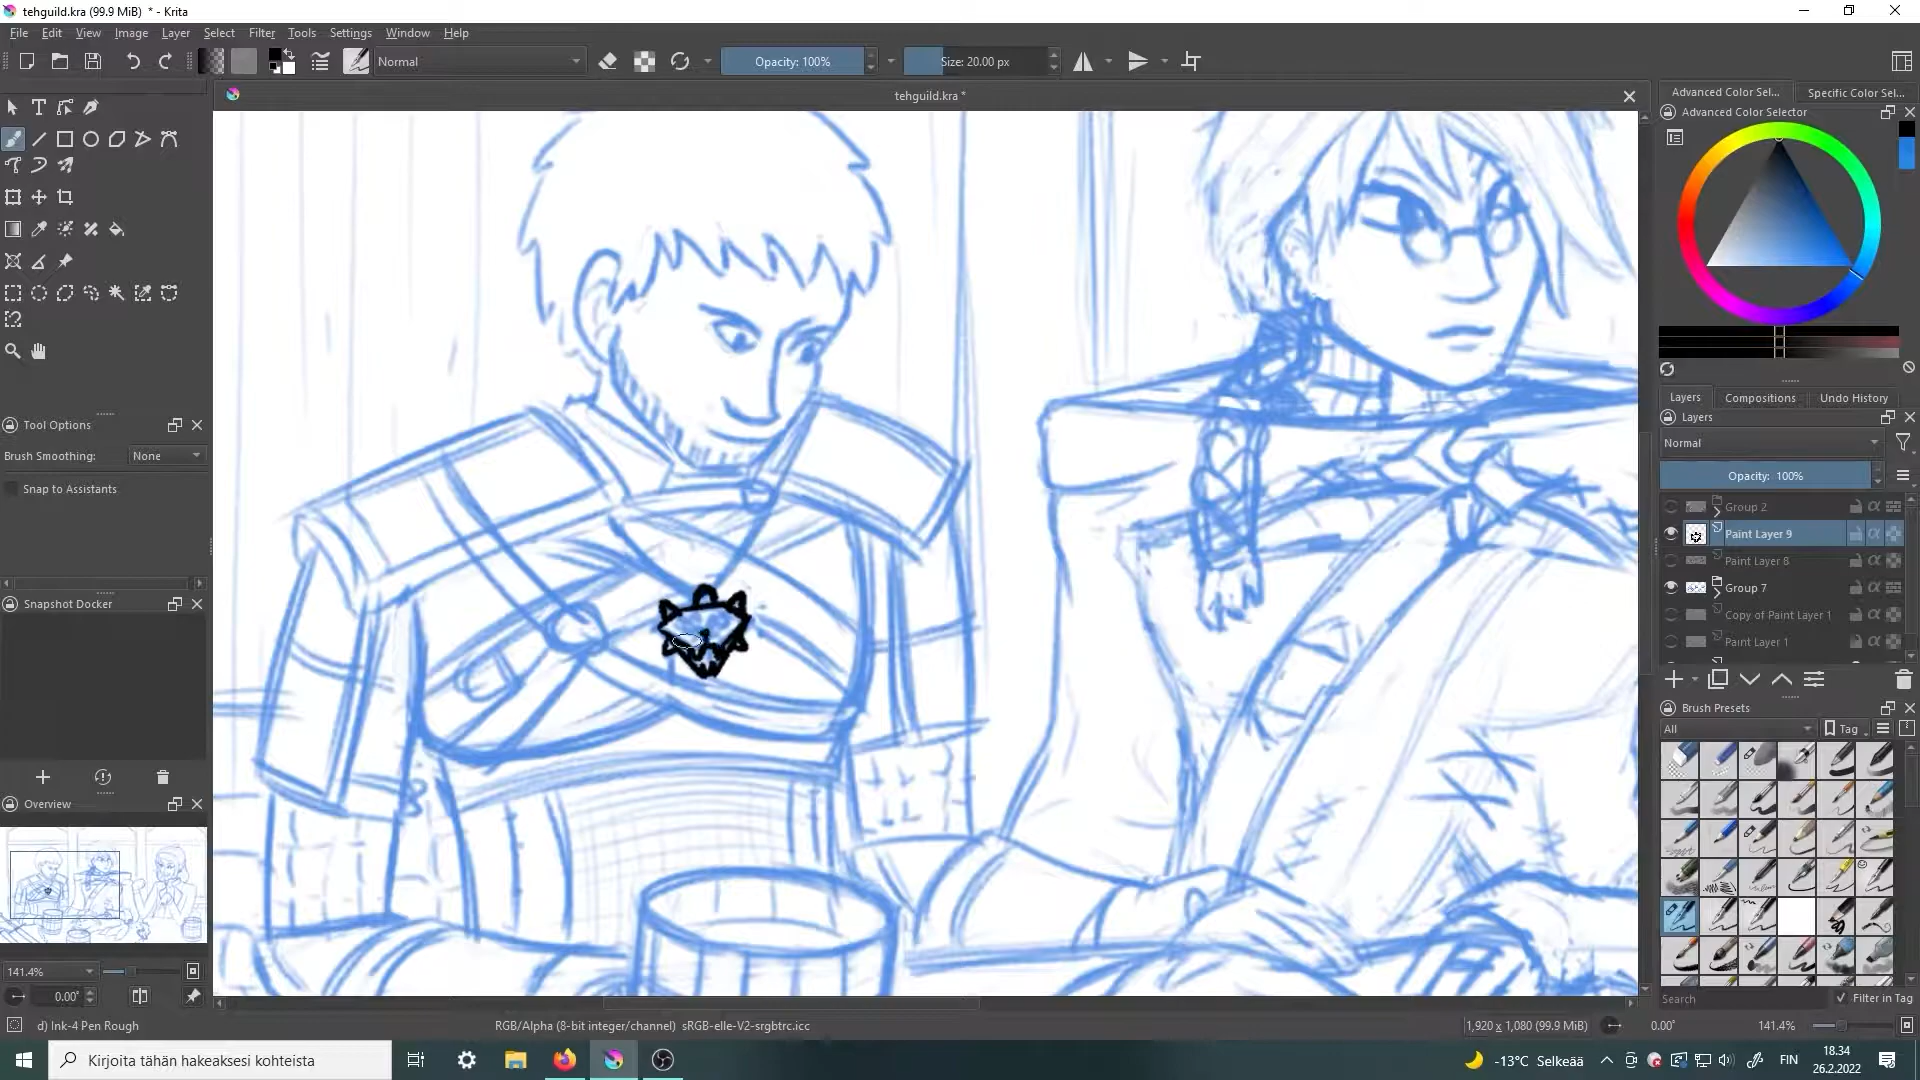 tehguild.kra (99.9 MiB) * - Krita
File Edit View Image Layer Select Filter Tools Settings Window Help
Normal
Opacity: 100%
Size: 20.00 px
tehguild.kra *
Advanced Color Sel...
Specific Color Sel...
Advanced Color Selector
Tool Options
Brush Smoothing: None
Snap to Assistants
Snapshot Docker
Overview
141.4%
0.00°
Layers Compositions Undo History
Layers
Normal
Opacity: 100%
Group 2
Paint Layer 9
Paint Layer 8
Group 7
Copy of Paint Layer 1
Paint Layer 1
Brush Presets
All
Tag
Search
Filter in Tag
d) Ink-4 Pen Rough
RGB/Alpha (8-bit integer/channel) sRGB-elle-V2-srgbtrc.icc
1,920 x 1,080 (99.9 MiB)
0.00°
141.4%
Kirjoita tähän hakeaksesi kohteista
-13°C Selkeää
FIN
18.34
26.2.2022